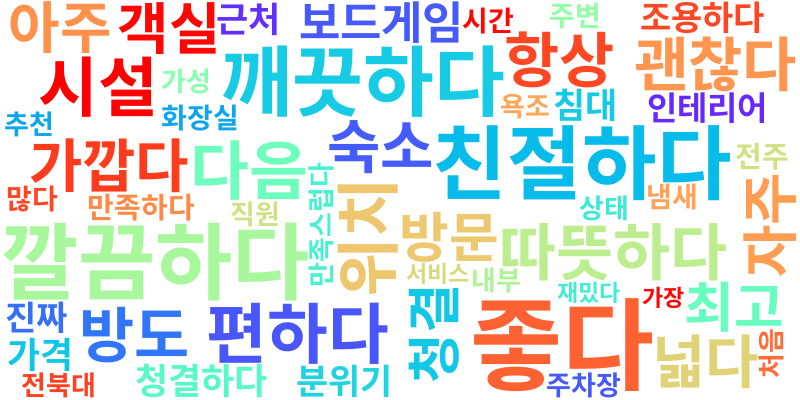 아주
객실
근처
보드게임
시간
주변
조용하다
시설
가성
깨끗하다
항상
괜찮다
추천
화장실
욕조
침대
인테리어
가깝다
다음
숙소
친절하다
전주
많다
만족하다
직원
만족스럽다
위치
방문
상태
냄새
자주
깔끔하다
따뜻하다
서비스
내부
재밌다
가장
최고
진짜
방도
편하다
청결
좋다
넓다
처음
가격
전북대
청결하다
분위기
주차장